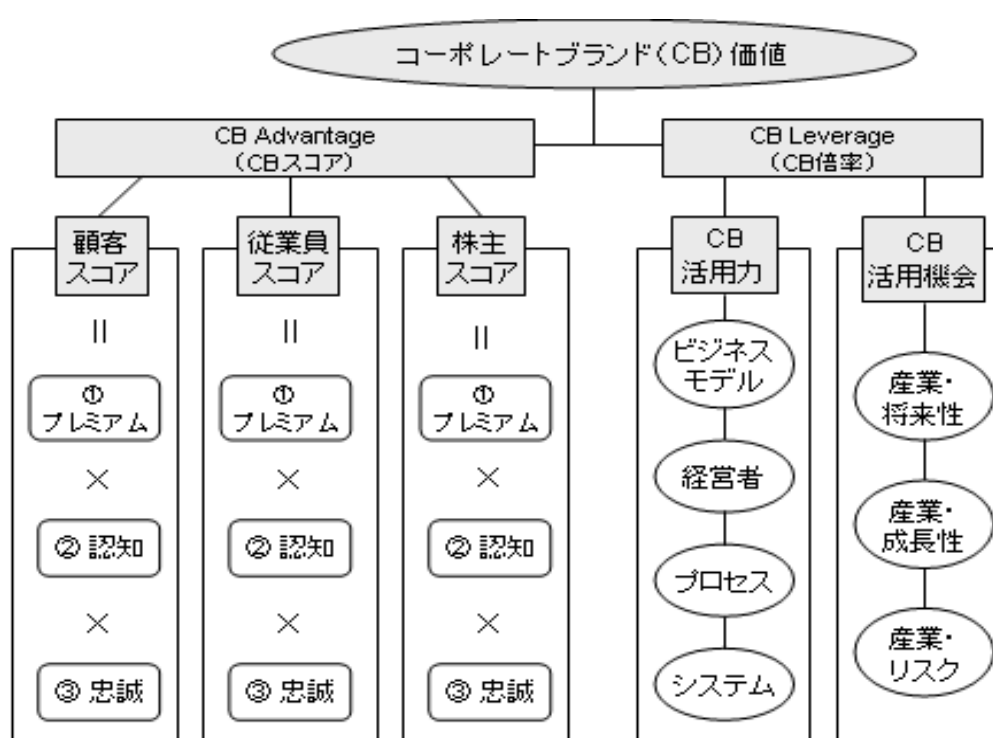 コーポレートブランド(CB)価値
CB Advantage
(CBスコア)
CB Leverage
(CB倍率)
顧客
スコア
||
①
プレミアム
×
② 認知
×
③ 忠誠
従業員
スコア
||
①
プレミアム
×
② 認知
×
③ 忠誠
株主
スコア
||
①
プレミアム
×
② 認知
×
③ 忠誠
CB
活用力
ビジネス
モデル
経営者
プロセス
システム
CB
活用機会
産業・
将来性
産業・
成長性
産業・
リスク